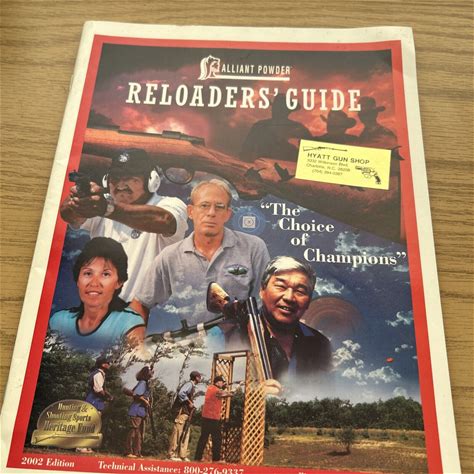 ALLIANT POWDER
RELOADERS' GUIDE
HYATT GUN SHOP
Charlotte, N.C.
"The
Choice
of
Champions"
Hunting &
Shooting Sports
Heritage Fund
2002 Edition
Technical Assistance: 800-276-9337